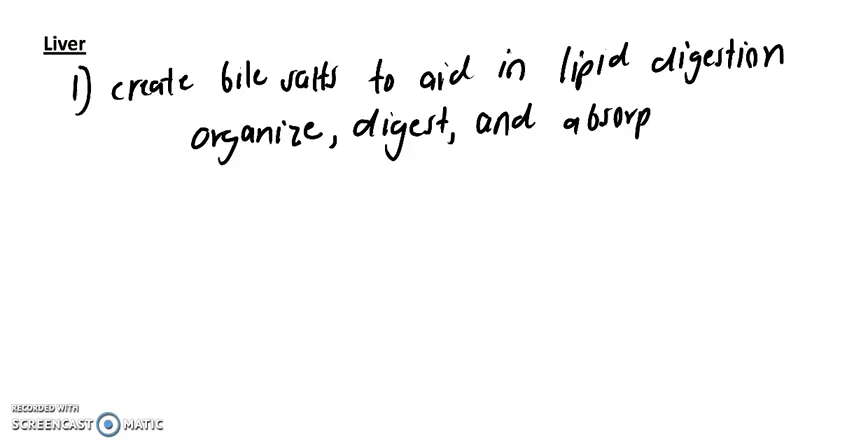 Liver
1) create bile salts to aid in lipid digestion
organize, digest, and absorp
RECORDED WITH
SCREENCAST MATIC